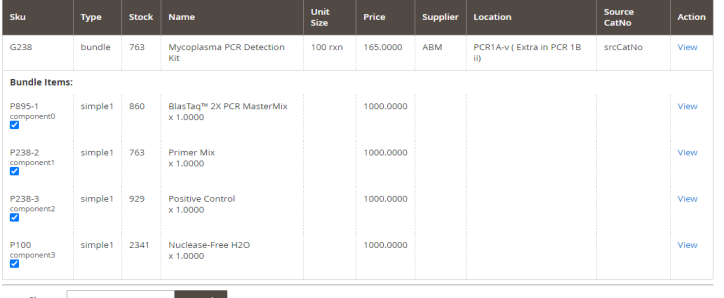 Sku Type Stock Name Unit Size Price Supplier Location Source CatNo Action
G238 bundle 763 Mycoplasma PCR Detection Kit 100 rxn 165.0000 ABM PCR1A-v ( Extra in PCR 1B ii) srcCatNo View
Bundle Items:
P895-1 simple1 860 BlasTaq™ 2X PCR MasterMix 1000.0000 View
component0 x 1.0000
P238-2 simple1 763 Primer Mix 1000.0000 View
component1 x 1.0000
P238-3 simple1 929 Positive Control 1000.0000 View
component2 x 1.0000
P100 simple1 2341 Nuclease-Free H2O 1000.0000 View
component3 x 1.0000